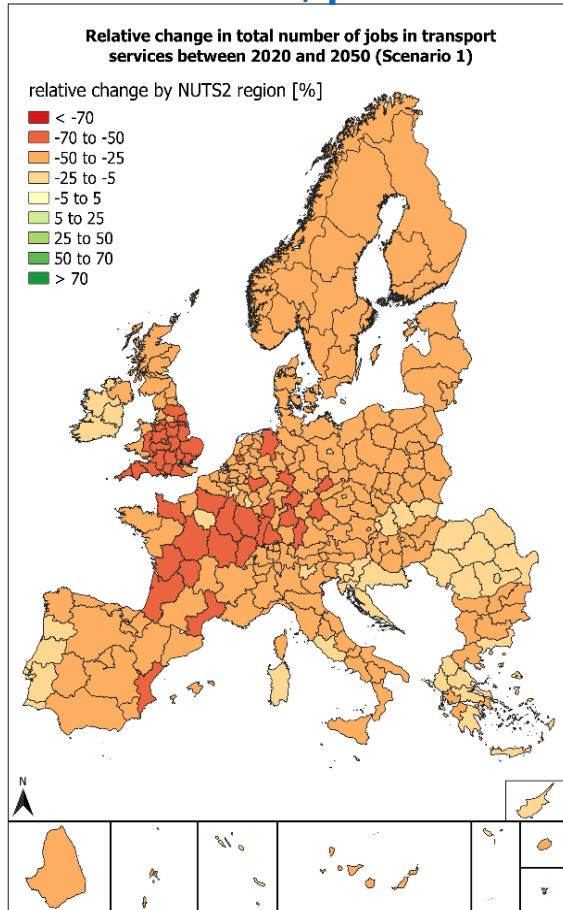 Relative change in total number of jobs in transport
services between 2020 and 2050 (Scenario 1)
relative change by NUTS2 region [%]
< -70
-70 to -50
-50 to -25
-25 to -5
-5 to 5
5 to 25
25 to 50
50 to 70
> 70
N